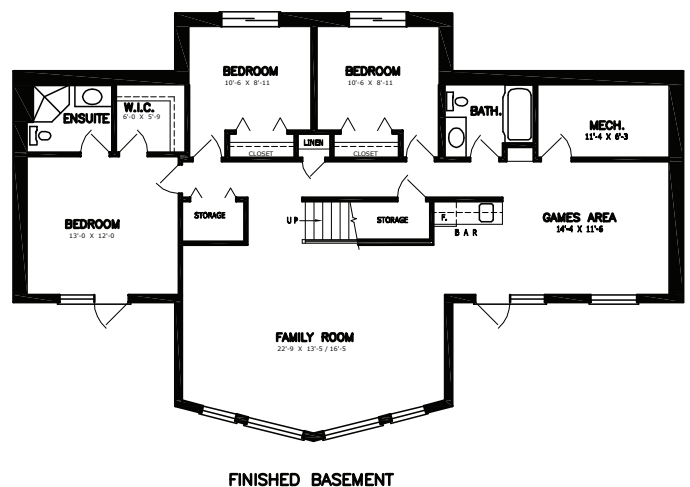 BEDROOM
10'-6 X 8'-11
BEDROOM
10'-6 X 8'-11
W.I.C.
6'-0 X 5'-9
ENSUITE
BATH.
MECH.
11'-4 X 6'-3
CLOSET
LINEN
CLOSET
BEDROOM
13'-0 X 12'-0
STORAGE
UP
STORAGE
F.
BAR
GAMES AREA
14'-4 X 11'-6
FAMILY ROOM
22'-9 X 13'-5 / 16'-5
FINISHED BASEMENT